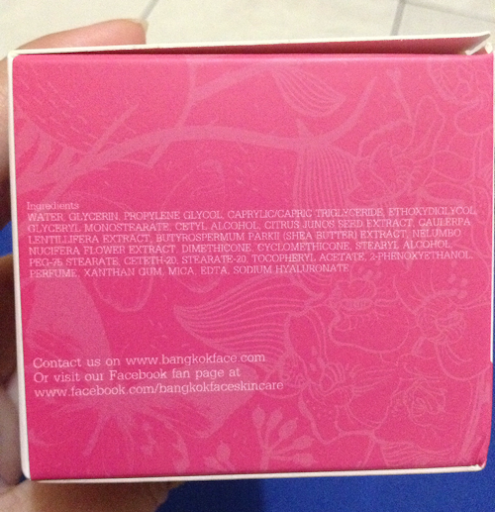 Ingredients
WATER, GLYCERIN, PROPYLENE GLYCOL, CAPRYLIC/CAPRIC TRIGLYCERIDE, ETHOXYDIGLYCOL,
GLYCERYL MONOSTEARATE, CETYL ALCOHOL, CITRUS JUNOS SEED EXTRACT, CAULERPA
LENTILLIFERA EXTRACT, BUTYROSPERMUM PARKII (SHEA BUTTER) EXTRACT, NELUMBO
NUCIFERA FLOWER EXTRACT, DIMETHICONE, CYCLOMETHICONE, STEARYL ALCOHOL,
PEG-75 STEARATE, CETETH-20, STEARETH-20, TOCOPHERYL ACETATE, 2-PHENOXYETHANOL,
PERFUME, XANTHAN GUM, MICA, EDTA, SODIUM HYALURONATE
Contact us on www.bangkokface.com
Or visit our Facebook fan page at
www.facebook.com/bangkokfaceskincare